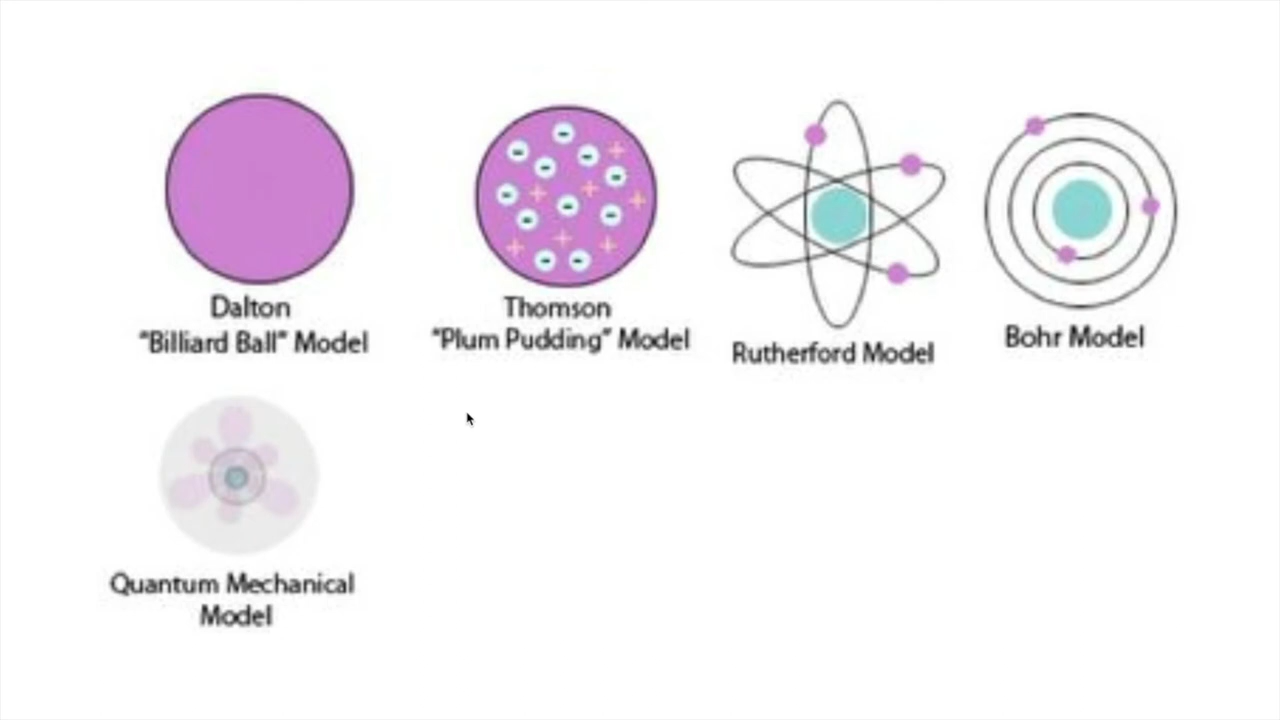 Dalton
"Billiard Ball" Model
Thomson
"Plum Pudding" Model
Rutherford Model
Bohr Model
Quantum Mechanical
Model